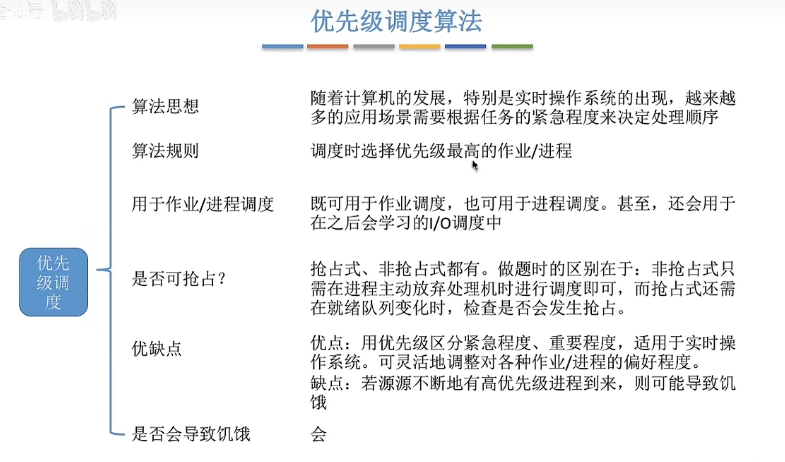 优先级调度算法
算法思想
随着计算机的发展，特别是实时操作系统的出现，越来越
多的应用场景需要根据任务的紧急程度来决定处理顺序
算法规则
调度时选择优先级最高的作业/进程
用于作业/进程调度
既可用于作业调度，也可用于进程调度。甚至，还会用于
在之后会学习的I/O调度中
优先
级调
度
是否可抢占？
抢占式、非抢占式都有。做题时的区别在于：非抢占式只
需在进程主动放弃处理机时进行调度即可，而抢占式还需
在就绪队列变化时，检查是否会发生抢占。
优缺点
优点：用优先级区分紧急程度、重要程度，适用于实时操
作系统。可灵活地调整对各种作业/进程的偏好程度。
缺点：若源源不断地有高优先级进程到来，则可能导致饥
饿
是否会导致饥饿
会